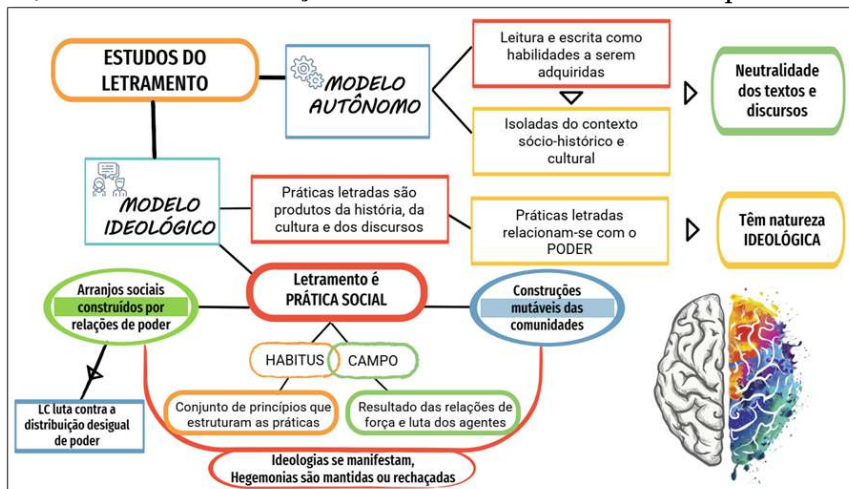 ESTUDOS DO
LETRAMENTO
MODELO
AUTÔNOMO
Leitura e escrita como
habilidades a serem
adquiridas
Isoladas do contexto
sócio-histórico e
cultural
Neutralidade
dos textos e
discursos
MODELO
IDEOLÓGICO
Práticas letradas são
produtos da história, da
cultura e dos discursos
Práticas letradas
relacionam-se com o
PODER
Têm natureza
IDEOLÓGICA
Arranjos sociais
construídos por
relações de poder
Letramento é
PRÁTICA SOCIAL
Construções
mutáveis das
comunidades
HABITUS
CAMPO
LC luta contra a
distribuição desigual
de poder
Conjunto de princípios que
estruturam as práticas
Resultado das relações de
força e luta dos agentes
Ideologias se manifestam,
Hegemonias são mantidas ou rechaçadas